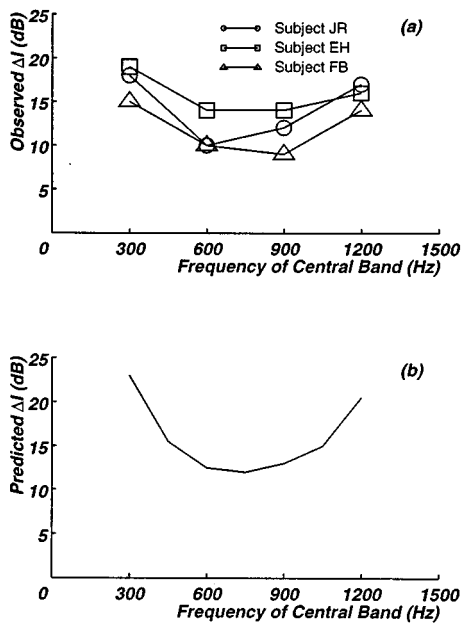 (a)
Subject JR
Subject EH
Subject FB
Observed ΔI (dB)
25
20
15
10
5
0 300 600 900 1200 1500
Frequency of Central Band (Hz)
(b)
Predicted ΔI (dB)
25
20
15
10
5
0 300 600 900 1200 1500
Frequency of Central Band (Hz)